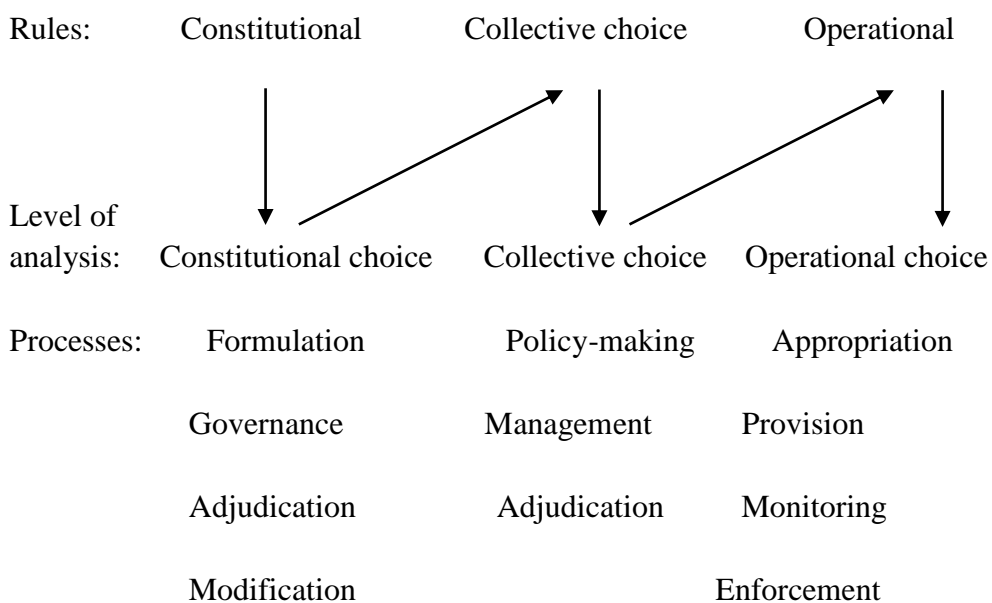 Rules: Constitutional Collective choice Operational
Level of
analysis: Constitutional choice Collective choice Operational choice
Processes: Formulation Policy-making Appropriation
Governance Management Provision
Adjudication Adjudication Monitoring
Modification Enforcement